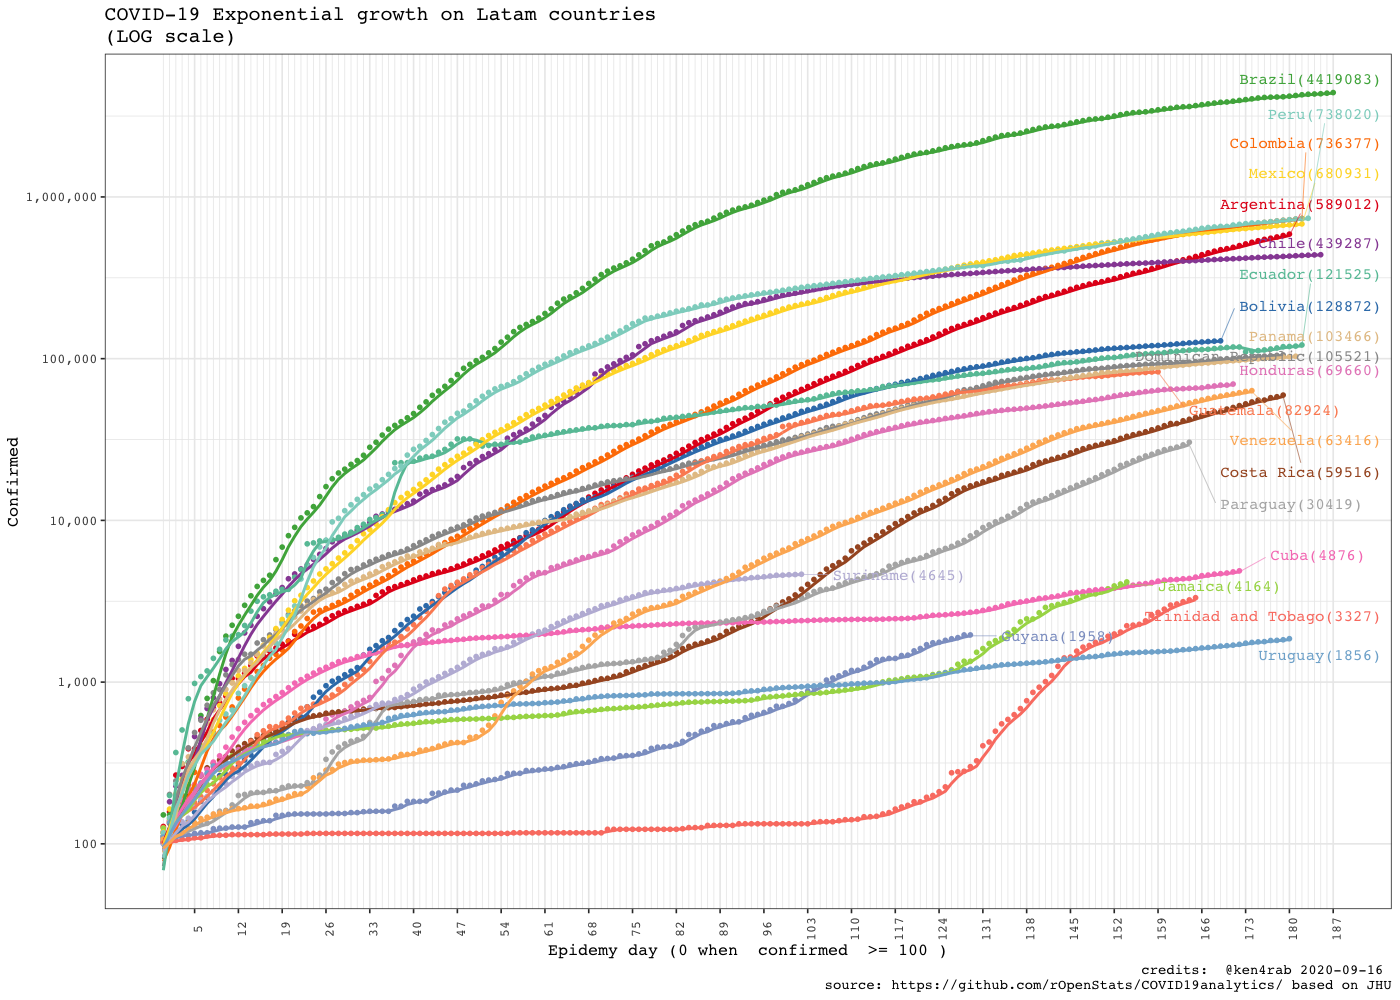 COVID-19 Exponential growth on Latam countries
(LOG scale)
Brazil(4419083)
Peru(738020)
Colombia(736377)
Mexico(680931)
Argentina(589012)
Chile(439287)
Ecuador(121525)
Bolivia(128872)
Panama(103466)
Dominican Republic(105521)
Honduras(69660)
Guatemala(82924)
Venezuela(63416)
Costa Rica(59516)
Paraguay(30419)
Cuba(4876)
Suriname(4645)
Jamaica(4164)
Trinidad and Tobago(3327)
Guyana(1958)
Uruguay(1856)
Confirmed
1,000,000
100,000
10,000
1,000
100
5 12 19 26 33 40 47 54 61 68 75 82 89 96 103 110 117 124 131 138 145 152 159 166 173 180 187
Epidemy day (0 when  confirmed  >= 100 )
credits:  @ken4rab 2020-09-16
source: https://github.com/rOpenStats/COVID19analytics/ based on JHU